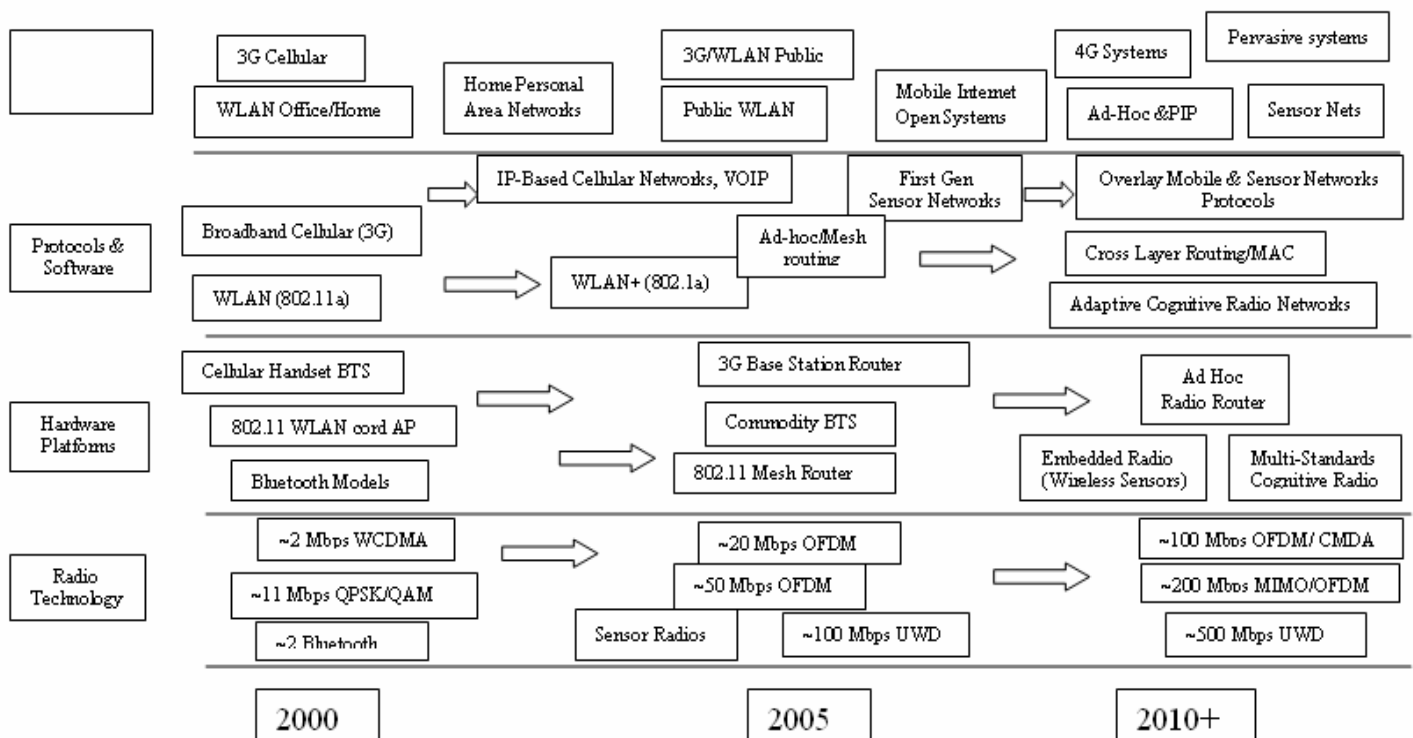 3G Cellular
WLAN Office/Home
Home Personal
Area Networks
3G/WLAN Public
Public WLAN
Mobile Internet
Open Systems
4G Systems
Pervasive systems
Ad-Hoc &PIP
Sensor Nets
Protocols &
Software
Broadband Cellular (3G)
WLAN (802.11a)
IP-Based Cellular Networks, VOIP
WLAN+ (802.1a)
Ad-hoc/Mesh
routing
First Gen
Sensor Networks
Overlay Mobile & Sensor Networks
Protocols
Cross Layer Routing/MAC
Adaptive Cognitive Radio Networks
Hardware
Platforms
Cellular Handset BTS
802.11 WLAN cord AP
Bluetooth Models
3G Base Station Router
Commodity BTS
802.11 Mesh Router
Ad Hoc
Radio Router
Embedded Radio
(Wireless Sensors)
Multi-Standards
Cognitive Radio
Radio
Technology
~2 Mbps WCDMA
~11 Mbps QPSK/QAM
~2 Bluetooth
~20 Mbps OFDM
~50 Mbps OFDM
Sensor Radios
~100 Mbps UWD
~100 Mbps OFDM/ CMDA
~200 Mbps MIMO/OFDM
~500 Mbps UWD
2000
2005
2010+